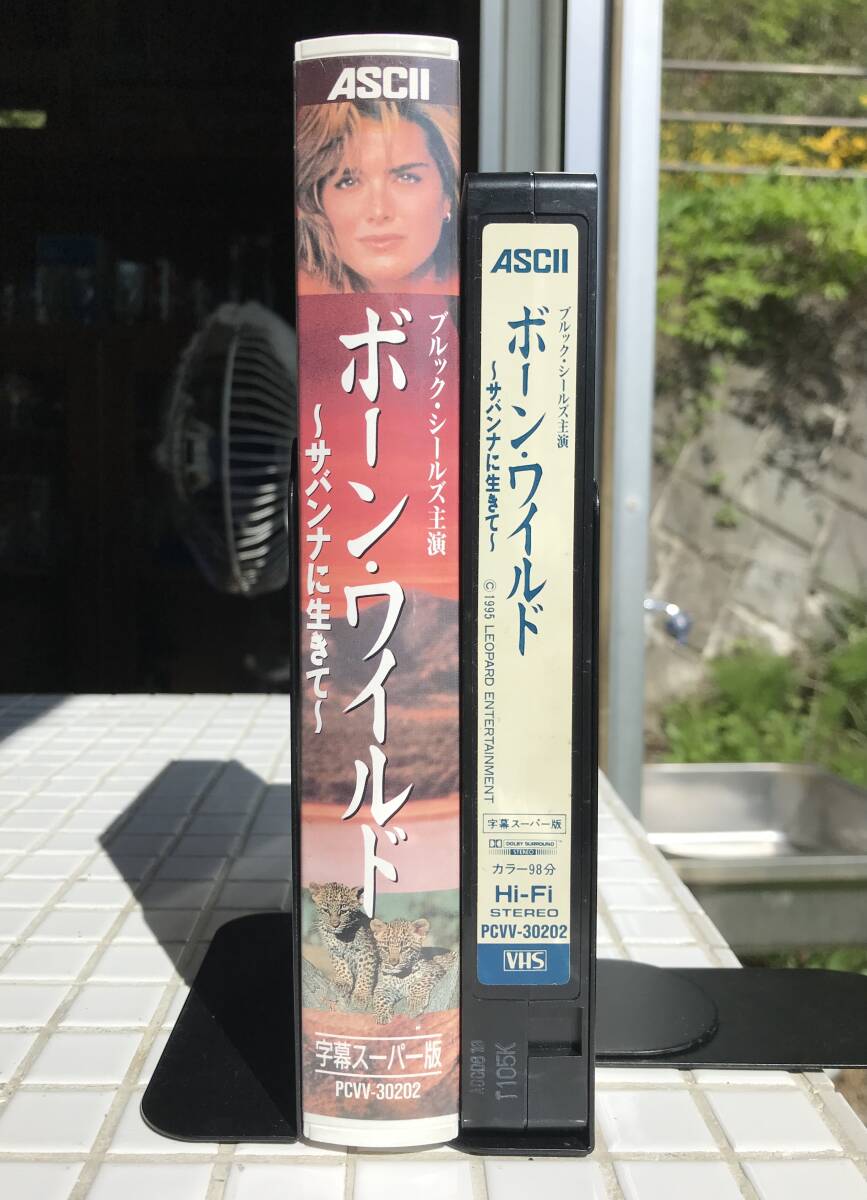 ASCII
ブルック・シールズ主演
ボーン・ワイルド
～サバンナに生きて～
字幕スーパー版
PCVV-30202
ASCII
ブルック・シールズ主演
ボーン・ワイルド
～サバンナに生きて～
© 1995 LEOPARD ENTERTAINMENT
字幕スーパー版
DOLBY SURROUND™
STEREO
カラー98分
Hi-Fi
STEREO
PCVV-30202
VHS
T105K